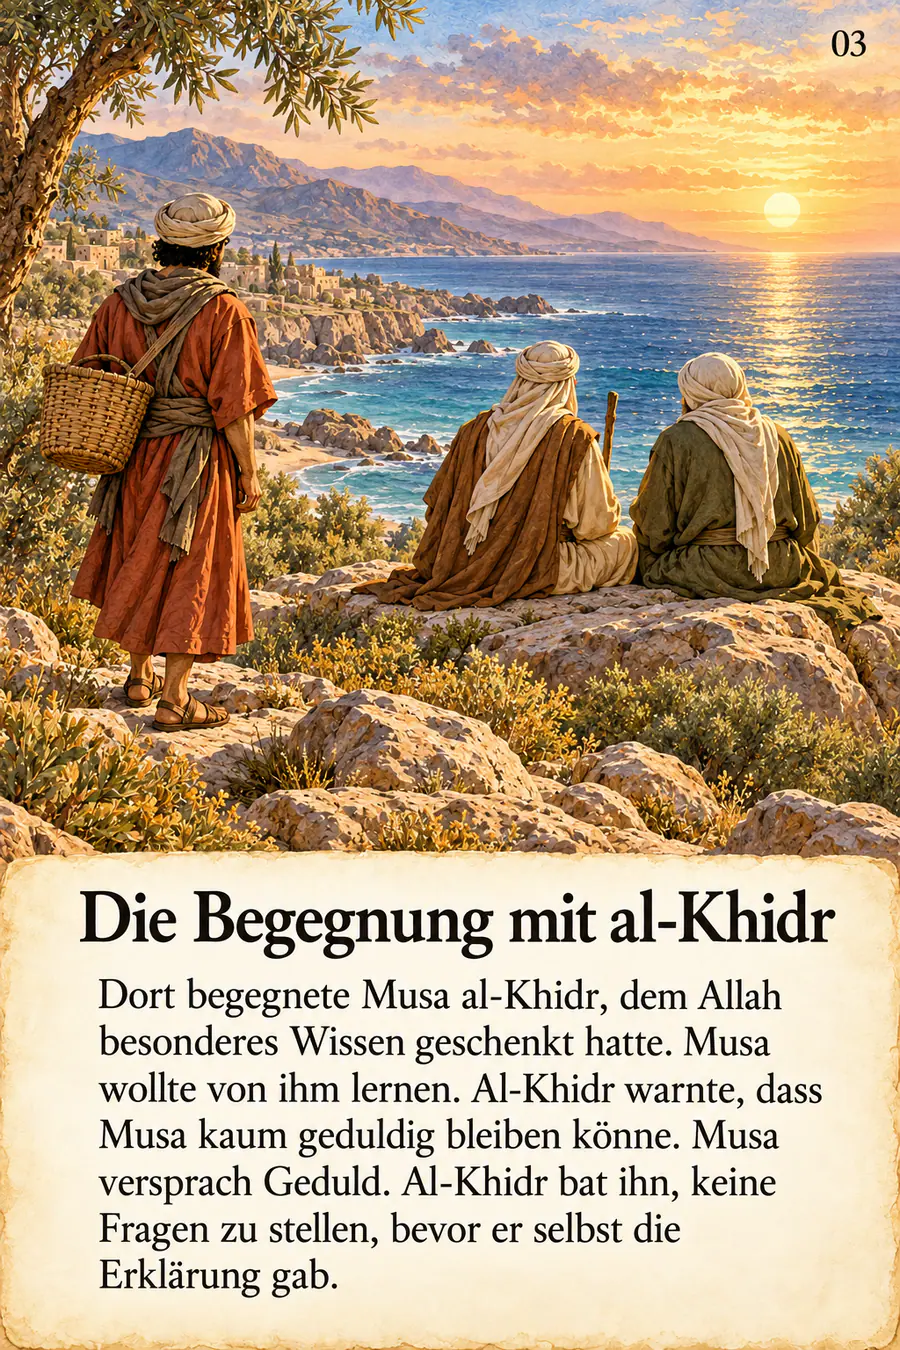 03
Die Begegnung mit al-Khidr
Dort begegnete Musa al-Khidr, dem Allah
besonderes Wissen geschenkt hatte. Musa
wollte von ihm lernen. Al-Khidr warnte, dass
Musa kaum geduldig bleiben könne. Musa
versprach Geduld. Al-Khidr bat ihn, keine
Fragen zu stellen, bevor er selbst die
Erklärung gab.